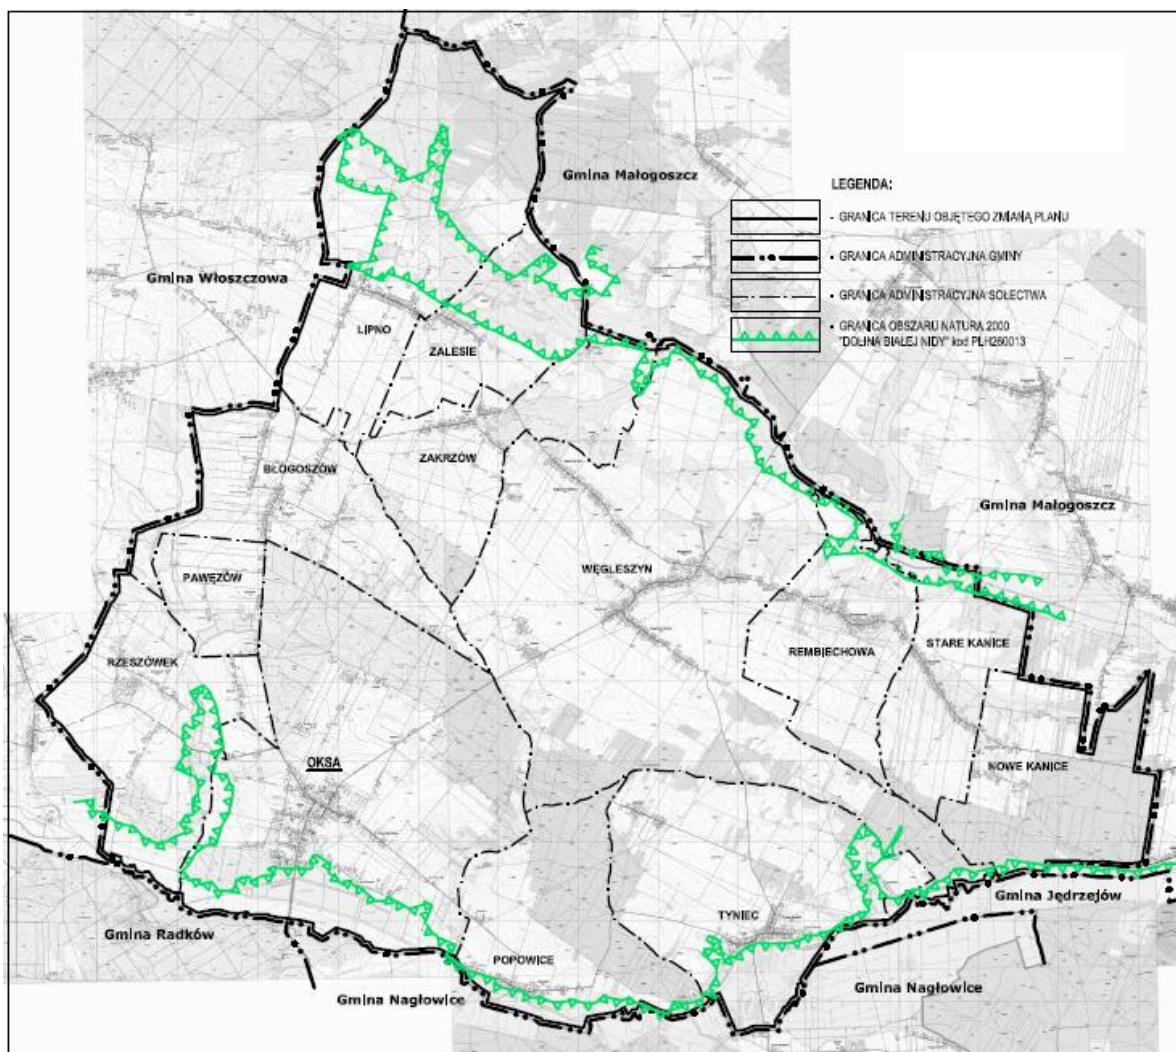 Gmina Małogoszcz
LEGENDA:
- GRANICA TERENU OBJĘTEGO ZMIANĄ PLANU
- GRANICA ADMINISTRACYJNA GMINY
- GRANICA ADMINISTRACYJNA SOŁECTWA
- GRANICA OBSZARU NATURA 2000
"DOLINA BIAŁEJ NIDY" kod PLH260013
Gmina Włoszczowa
LIPNO
ZALESIE
ZAKRZÓW
BŁOGOSZÓW
Gmina Małogoszcz
WĘGLESZYN
PAWĘZÓW
STARE KANICE
REMBIECHOWA
RZESZÓWEK
OKSA
NOWE KANICE
Gmina Jędrzejów
TYNIEC
Gmina Radków
POPOWICE
Gmina Nagłowice
Gmina Nagłowice